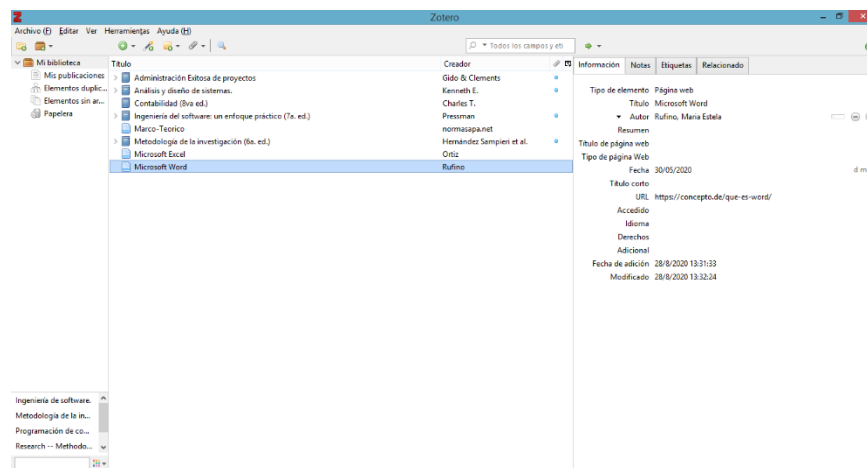 Z Zotero
Archivo (F) Editar Ver Herramientas Ayuda (H)
Todos los campos y eti
Mi biblioteca
Mis publicaciones
Elementos duplic...
Elementos sin ar...
Papelera
Título Creador
Administración Exitosa de proyectos Gido & Clements
Análisis y diseño de sistemas. Kenneth E.
Contabilidad (8va ed.) Charles T.
Ingeniería del software: un enfoque práctico (7a. ed.) Pressman
Marco-Teorico normasapa.net
Metodología de la investigación (6a. ed.) Hernández Sampieri et al.
Microsoft Excel Ortiz
Microsoft Word Rufino
Información Notas Etiquetas Relacionado
Tipo de elemento Página web
Título Microsoft Word
Autor Rufino, Maria Estela
Resumen
Título de página web
Tipo de página Web
Fecha 30/05/2020 d m
Título corto
URL https://concepto.de/que-es-word/
Accedido
Idioma
Derechos
Adicional
Fecha de adición 28/8/2020 13:31:33
Modificado 28/8/2020 13:32:24
Ingeniería de software.
Metodología de la in...
Programación de co...
Research -- Methodo...